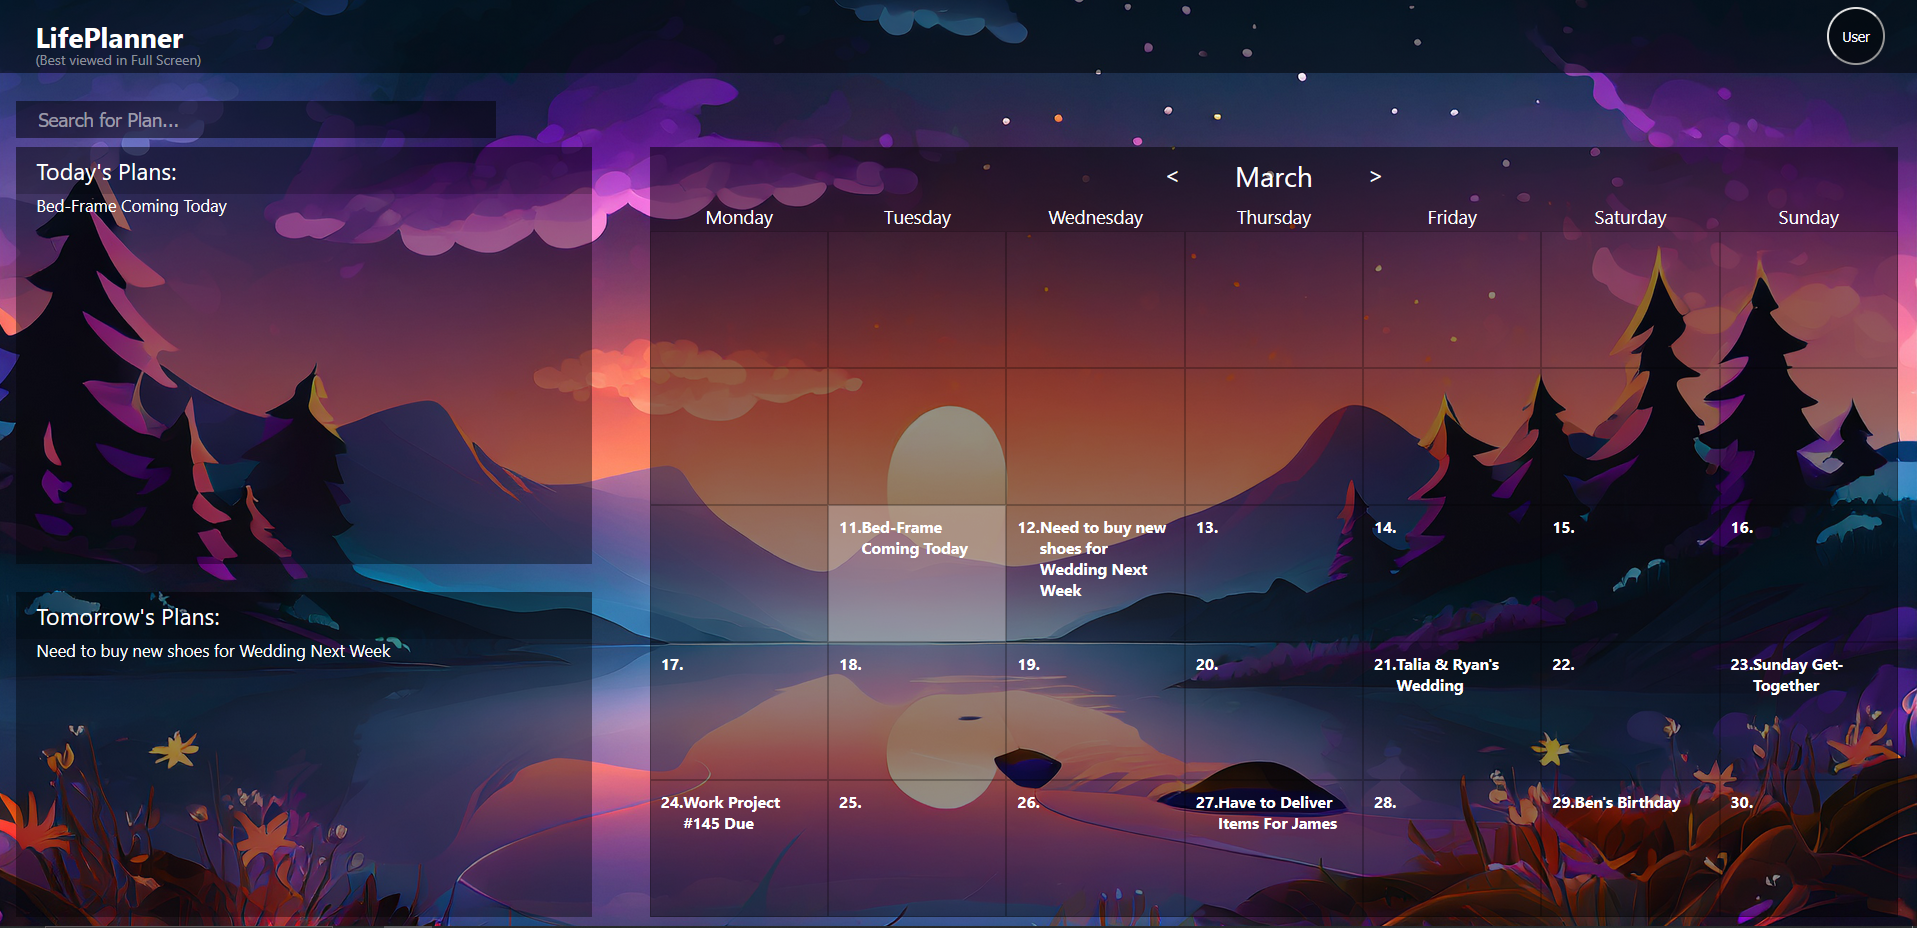 LifePlanner
(Best viewed in Full Screen)
User
Search for Plan...
Today's Plans:
Bed-Frame Coming Today
Tomorrow's Plans:
Need to buy new shoes for Wedding Next Week
< March >
Monday Tuesday Wednesday Thursday Friday Saturday Sunday
11.Bed-Frame
Coming Today
12.Need to buy new
shoes for
Wedding Next
Week
13.
14.
15.
16.
17.
18.
19.
20.
21.Talia & Ryan's
Wedding
22.
23.Sunday Get-
Together
24.Work Project
#145 Due
25.
26.
27.Have to Deliver
Items For James
28.
29.Ben's Birthday
30.